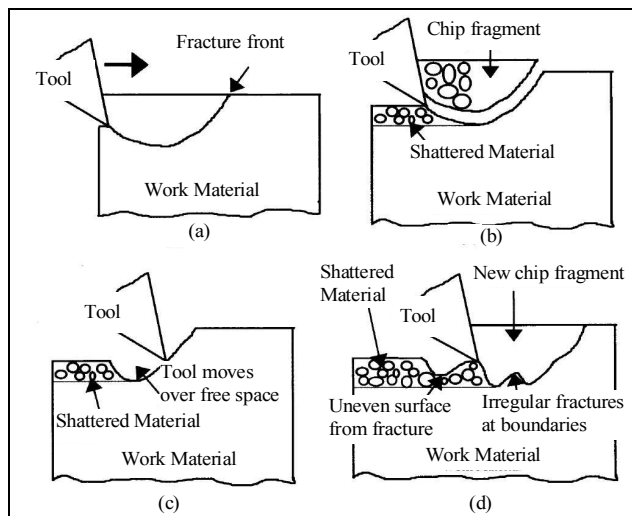 Fracture front
Tool
Work Material
(a)
Chip fragment
Tool
Shattered Material
Work Material
(b)
Tool
Tool moves
over free space
Shattered Material
Work Material
(c)
Shattered
Material
New chip fragment
Tool
Uneven surface
from fracture
Irregular fractures
at boundaries
Work Material
(d)